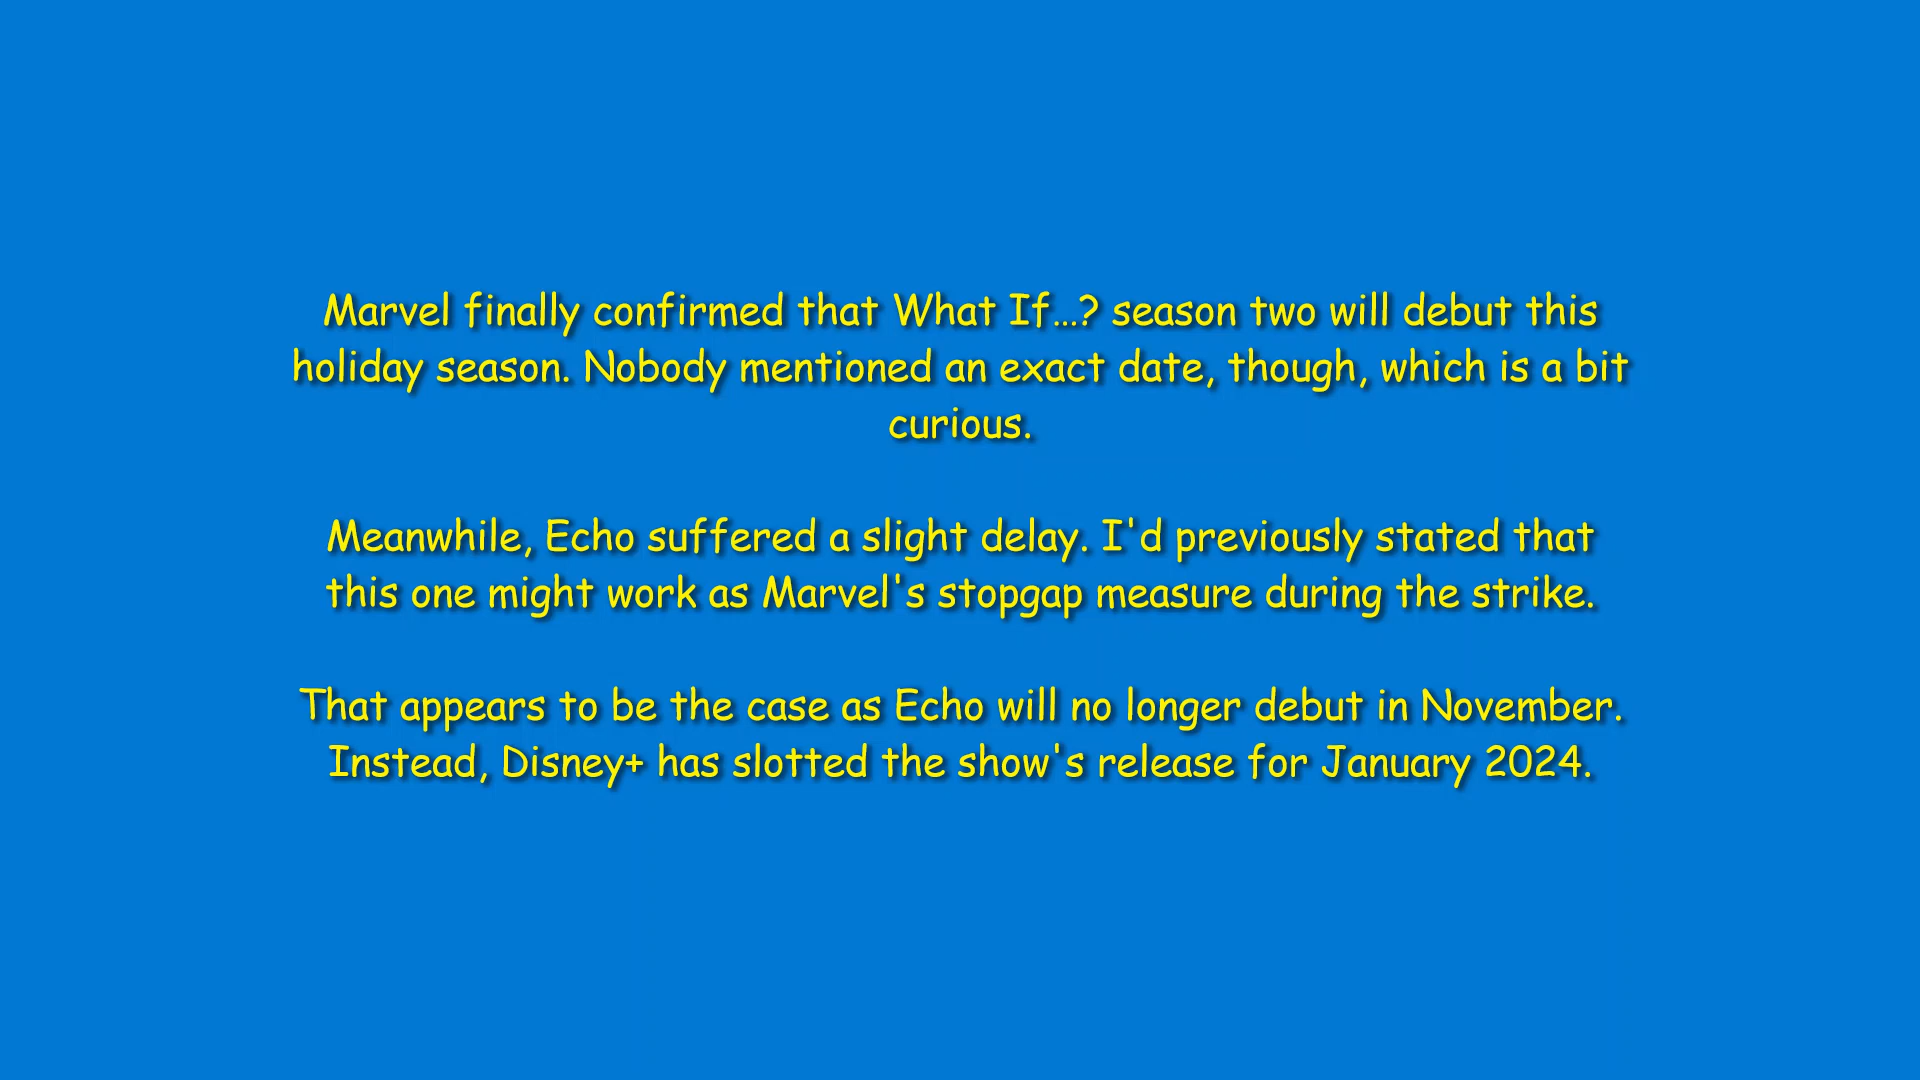 Marvel finally confirmed that What If...? season two will debut this
holiday season. Nobody mentioned an exact date, though, which is a bit
curious.
Meanwhile, Echo suffered a slight delay. I'd previously stated that
this one might work as Marvel's stopgap measure during the strike.
That appears to be the case as Echo will no longer debut in November.
Instead, Disney+ has slotted the show's release for January 2024.